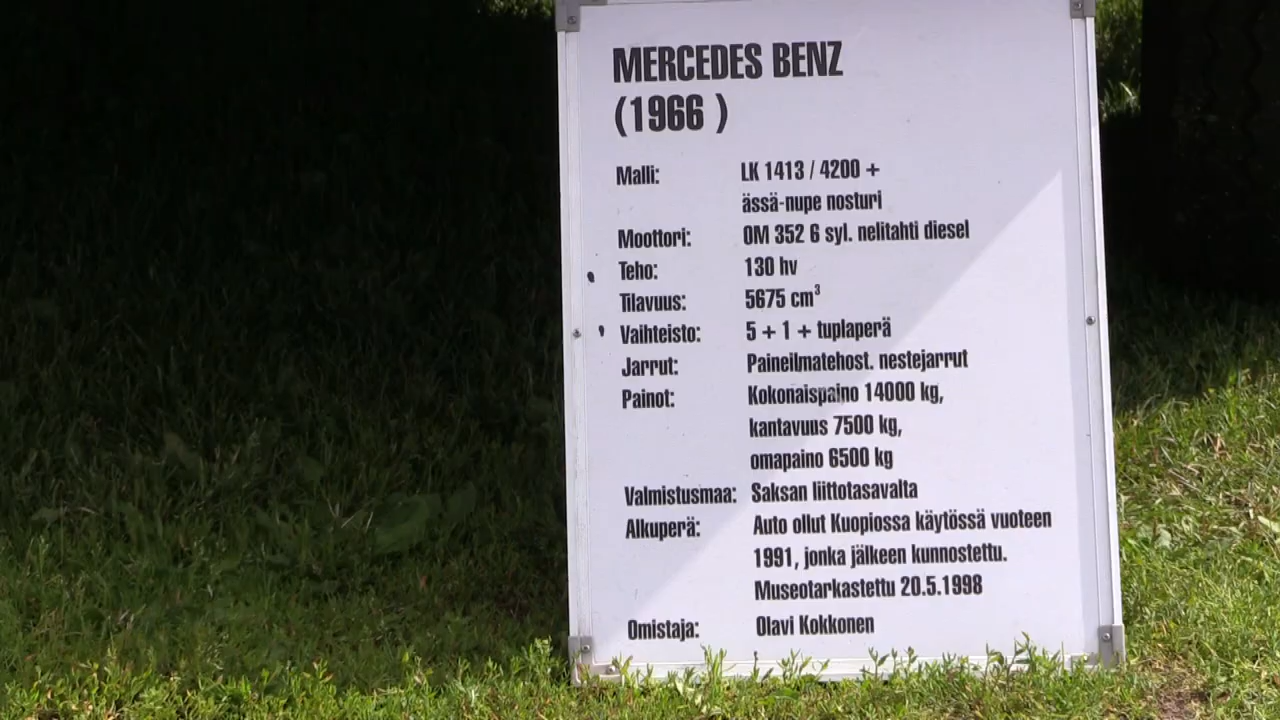 MERCEDES BENZ
(1966 )
Malli: LK 1413 / 4200 +
ässä-nupe nosturi
Moottori: OM 352 6 syl. nelitahti diesel
Teho: 130 hv
Tilavuus: 5675 cm³
Vaihteisto: 5 + 1 + tuplaperä
Jarrut: Paineilmatehost. nestejarrut
Painot: Kokonaispaino 14000 kg,
kantavuus 7500 kg,
omapaino 6500 kg
Valmistusmaa: Saksan liittotasavalta
Alkuperä: Auto ollut Kuopiossa käytössä vuoteen
1991, jonka jälkeen kunnostettu.
Museotarkastettu 20.5.1998
Omistaja: Olavi Kokkonen